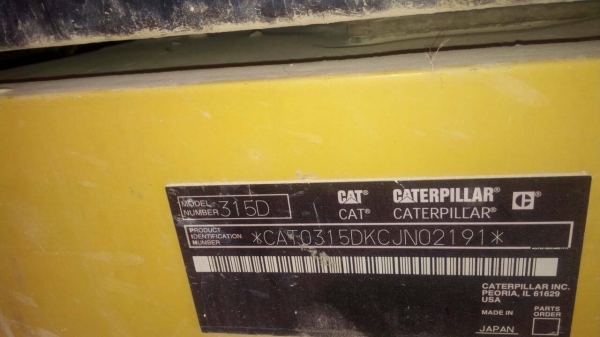 MODEL NUMBER 315D
CAT® CATERPILLAR® C®
CAT® CATERPILLAR®
PRODUCT IDENTIFICATION NUMBER *CAT0315DKCJN02191*
CATERPILLAR INC.
PEORIA, IL 61629
USA
MADE IN
PARTS ORDER
JAPAN